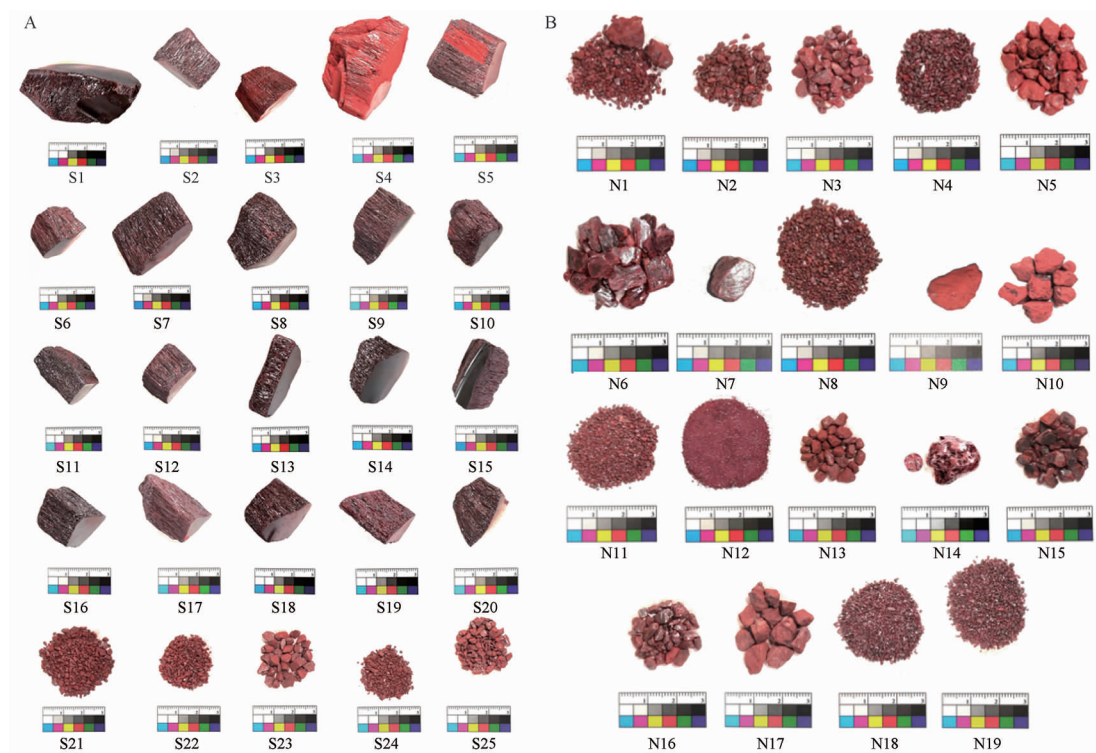 A
B
S1 S2 S3 S4 S5
N1 N2 N3 N4 N5
S6 S7 S8 S9 S10
N6 N7 N8 N9 N10
S11 S12 S13 S14 S15
N11 N12 N13 N14 N15
S16 S17 S18 S19 S20
N16 N17 N18 N19
S21 S22 S23 S24 S25